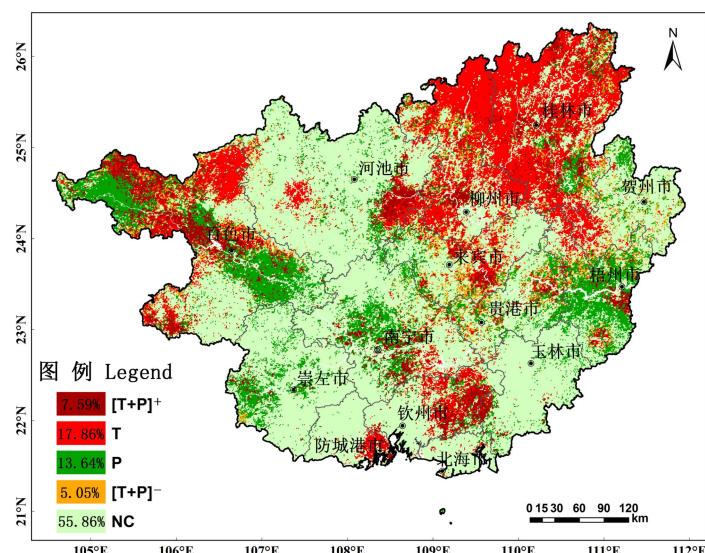 N
26°N
25°N
24°N
23°N
22°N
21°N
桂林市
河池市
贺州市
柳州市
百色市
来宾市
梧州市
贵港市
南宁市
玉林市
崇左市
钦州市
防城港市
北海市
图 例 Legend
7.59% [T+P]⁺
17.86% T
13.64% P
5.05% [T+P]⁻
55.86% NC
0 15 30 60 90 120
km
105°E 106°E 107°E 108°E 109°E 110°E 111°E 112°E